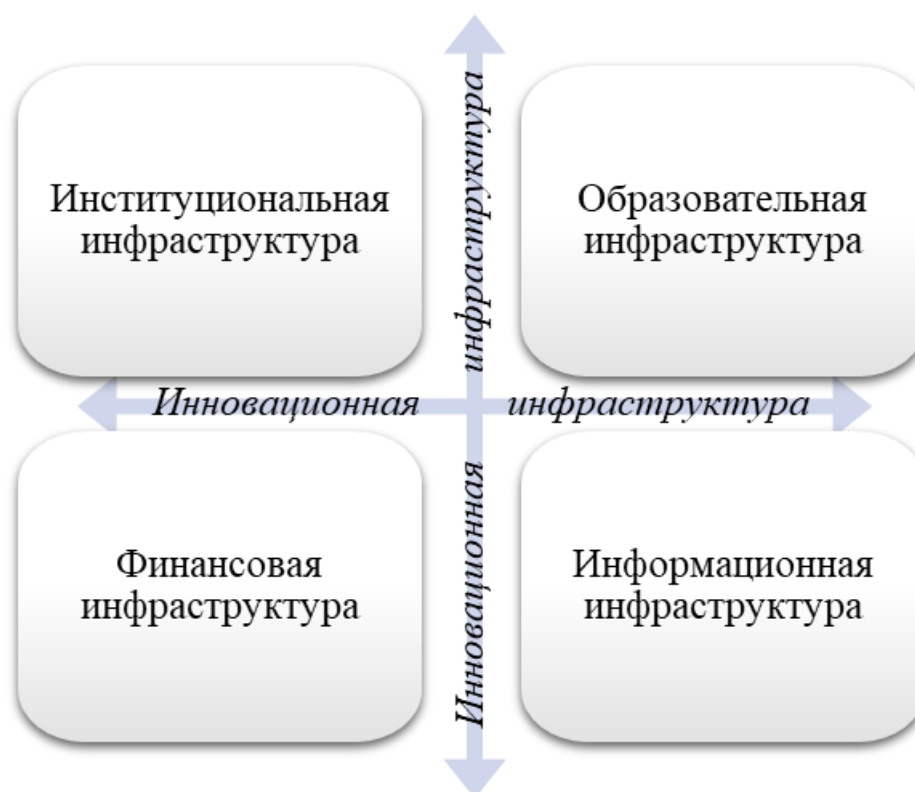 Институциональная
инфраструктура
Образовательная
инфраструктура
Инновационная инфраструктура
Инновационная инфраструктура
Финансовая
инфраструктура
Информационная
инфраструктура